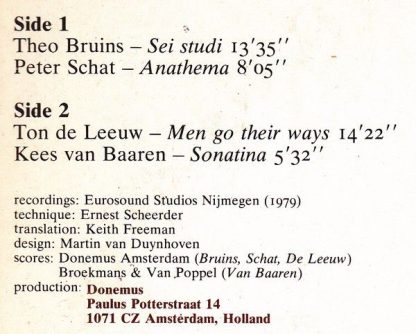 Side 1
Theo Bruins – Sei studi 13'35''
Peter Schat – Anathema 8'05''
Side 2
Ton de Leeuw – Men go their ways 14'22''
Kees van Baaren – Sonatina 5'32''
recordings: Eurosound Studios Nijmegen (1979)
technique: Ernest Scheerder
translation: Keith Freeman
design: Martin van Duynhoven
scores: Donemus Amsterdam (Bruins, Schat, De Leeuw)
Broekmans & Van Poppel (Van Baaren)
production: Donemus
Paulus Potterstraat 14
1071 CZ Amsterdam, Holland